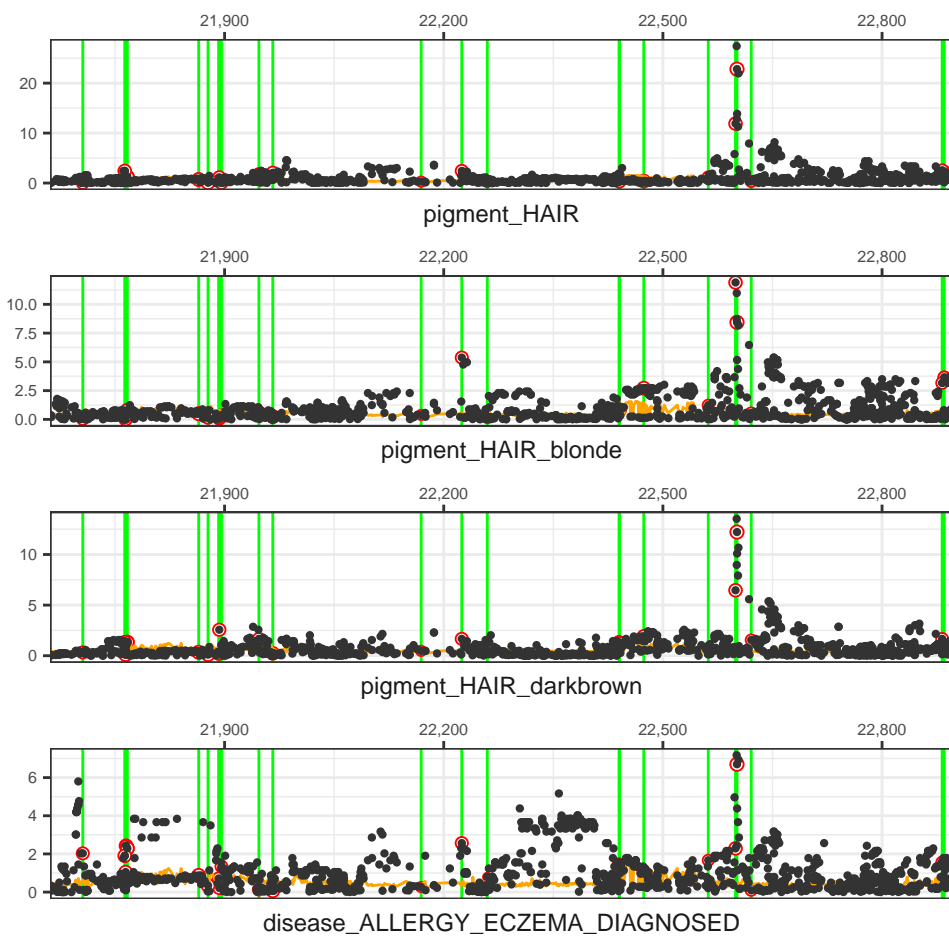 21,900 22,200 22,500 22,800
20
10
0
pigment_HAIR
21,900 22,200 22,500 22,800
10.0
7.5
5.0
2.5
0.0
pigment_HAIR_blonde
21,900 22,200 22,500 22,800
10
5
0
pigment_HAIR_darkbrown
21,900 22,200 22,500 22,800
6
4
2
0
disease_ALLERGY_ECZEMA_DIAGNOSED